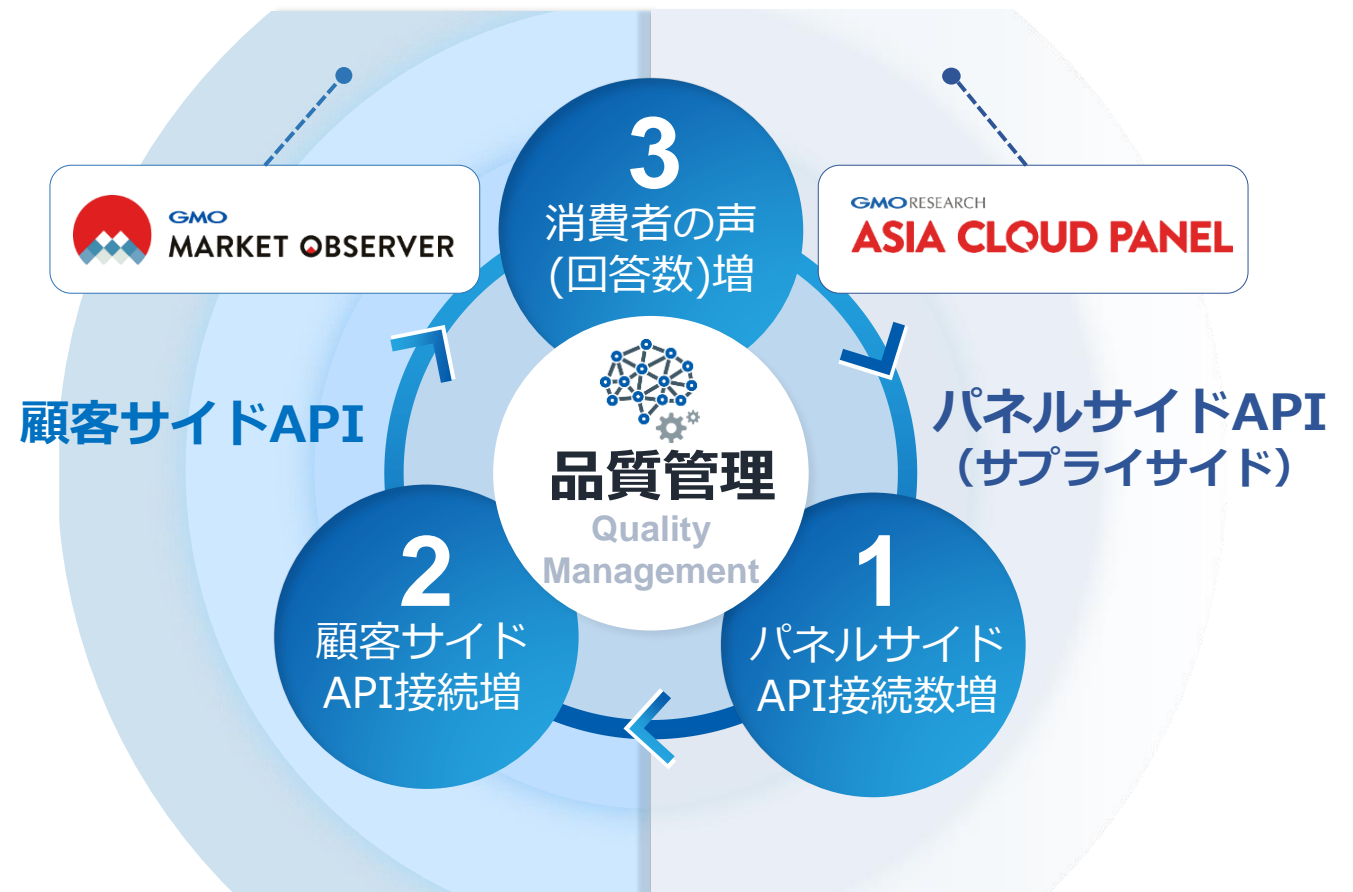 3
消費者の声
(回答数)増
GMO
MARKET OBSERVER
GMO RESEARCH
ASIA CLOUD PANEL
顧客サイドAPI
パネルサイドAPI
（サプライサイド）
品質管理
Quality
Management
2
顧客サイド
API接続増
1
パネルサイド
API接続数増